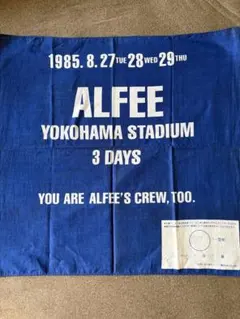 1985. 8. 27 TUE 28 WED 29 THU
ALFEE
YOKOHAMA STADIUM
3 DAYS
YOU ARE ALFEE'S CREW, TOO.